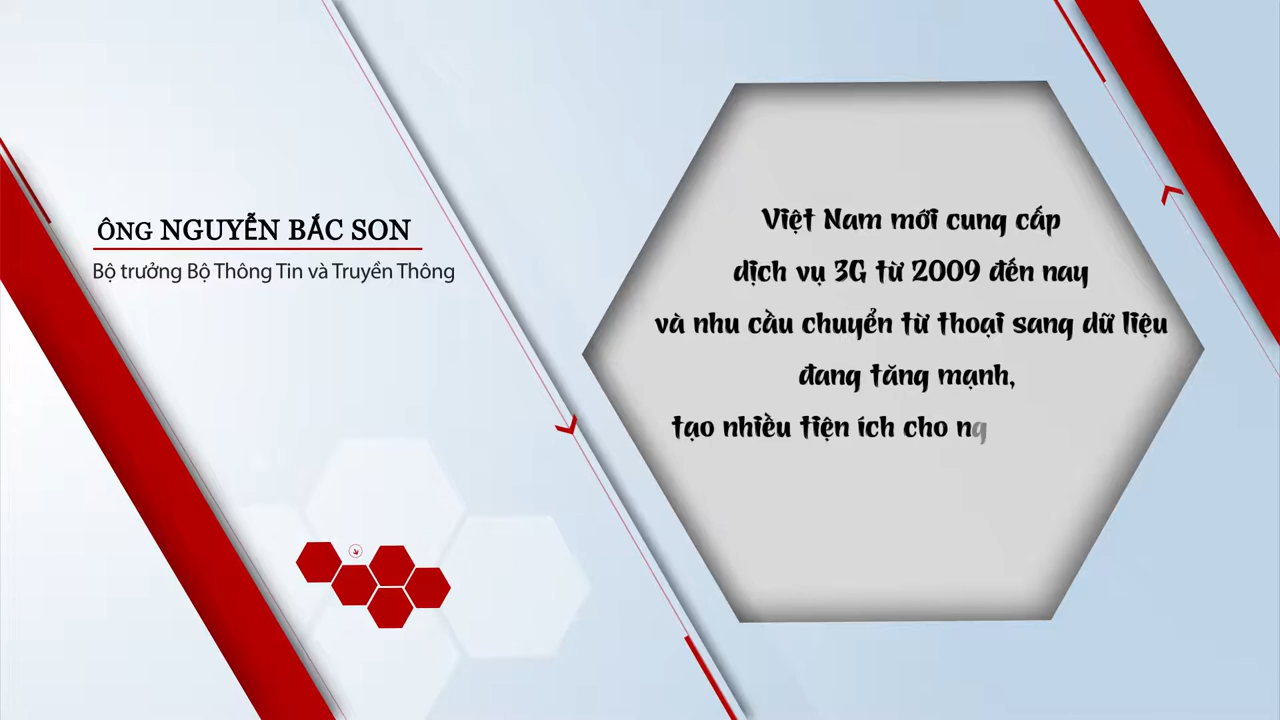 ÔNG NGUYỄN BẮC SON
Bộ trưởng Bộ Thông Tin và Truyền Thông
Việt Nam mới cung cấp
dịch vụ 3G từ 2009 đến nay
và nhu cầu chuyển từ thoại sang dữ liệu
đang tăng mạnh,
tạo nhiều tiện ích cho